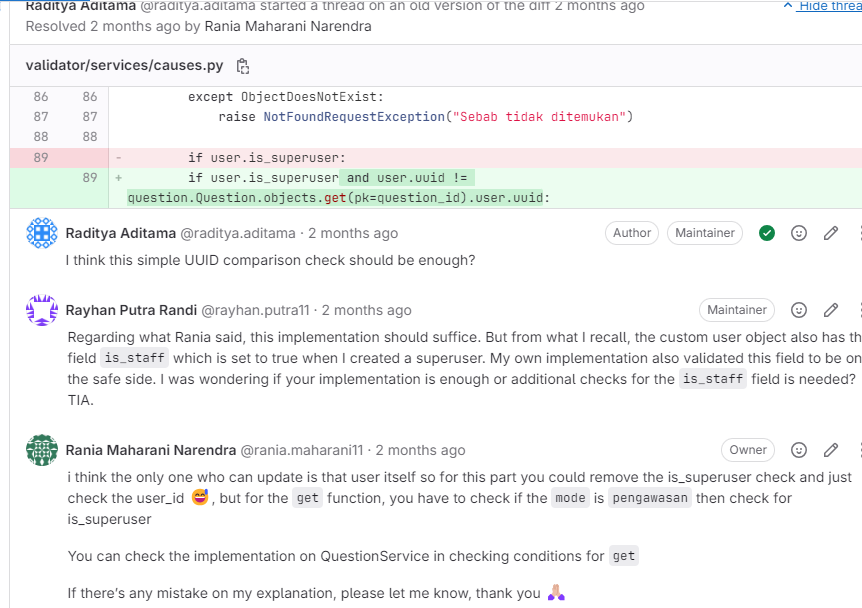 Raditya Aditama @raditya.aditama started a thread on an old version of the diff 2 months ago
Hide threa
Resolved 2 months ago by Rania Maharani Narendra
validator/services/causes.py
86 86 except ObjectDoesNotExist:
87 87 raise NotFoundRequestException("Sebab tidak ditemukan")
88 88
89 - if user.is_superuser:
89 + if user.is_superuser and user.uuid !=
question.Question.objects.get(pk=question_id).user.uuid:
Raditya Aditama @raditya.aditama · 2 months ago Author Maintainer
I think this simple UUID comparison check should be enough?
Rayhan Putra Randi @rayhan.putra11 · 2 months ago Maintainer
Regarding what Rania said, this implementation should suffice. But from what I recall, the custom user object also has th
field is_staff which is set to true when I created a superuser. My own implementation also validated this field to be on
the safe side. I was wondering if your implementation is enough or additional checks for the is_staff field is needed?
TIA.
Rania Maharani Narendra @rania.maharani11 · 2 months ago Owner
i think the only one who can update is that user itself so for this part you could remove the is_superuser check and just
check the user_id 😅, but for the get function, you have to check if the mode is pengawasan then check for
is_superuser
You can check the implementation on QuestionService in checking conditions for get
If there's any mistake on my explanation, please let me know, thank you 🙏🏼